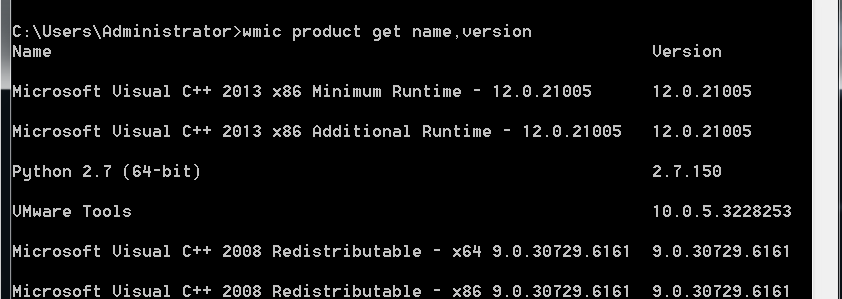 C:\Users\Administrator>wmic product get name,version
Name Version
Microsoft Visual C++ 2013 x86 Minimum Runtime - 12.0.21005 12.0.21005
Microsoft Visual C++ 2013 x86 Additional Runtime - 12.0.21005 12.0.21005
Python 2.7 (64-bit) 2.7.150
VMware Tools 10.0.5.3228253
Microsoft Visual C++ 2008 Redistributable - x64 9.0.30729.6161 9.0.30729.6161
Microsoft Visual C++ 2008 Redistributable - x86 9.0.30729.6161 9.0.30729.6161